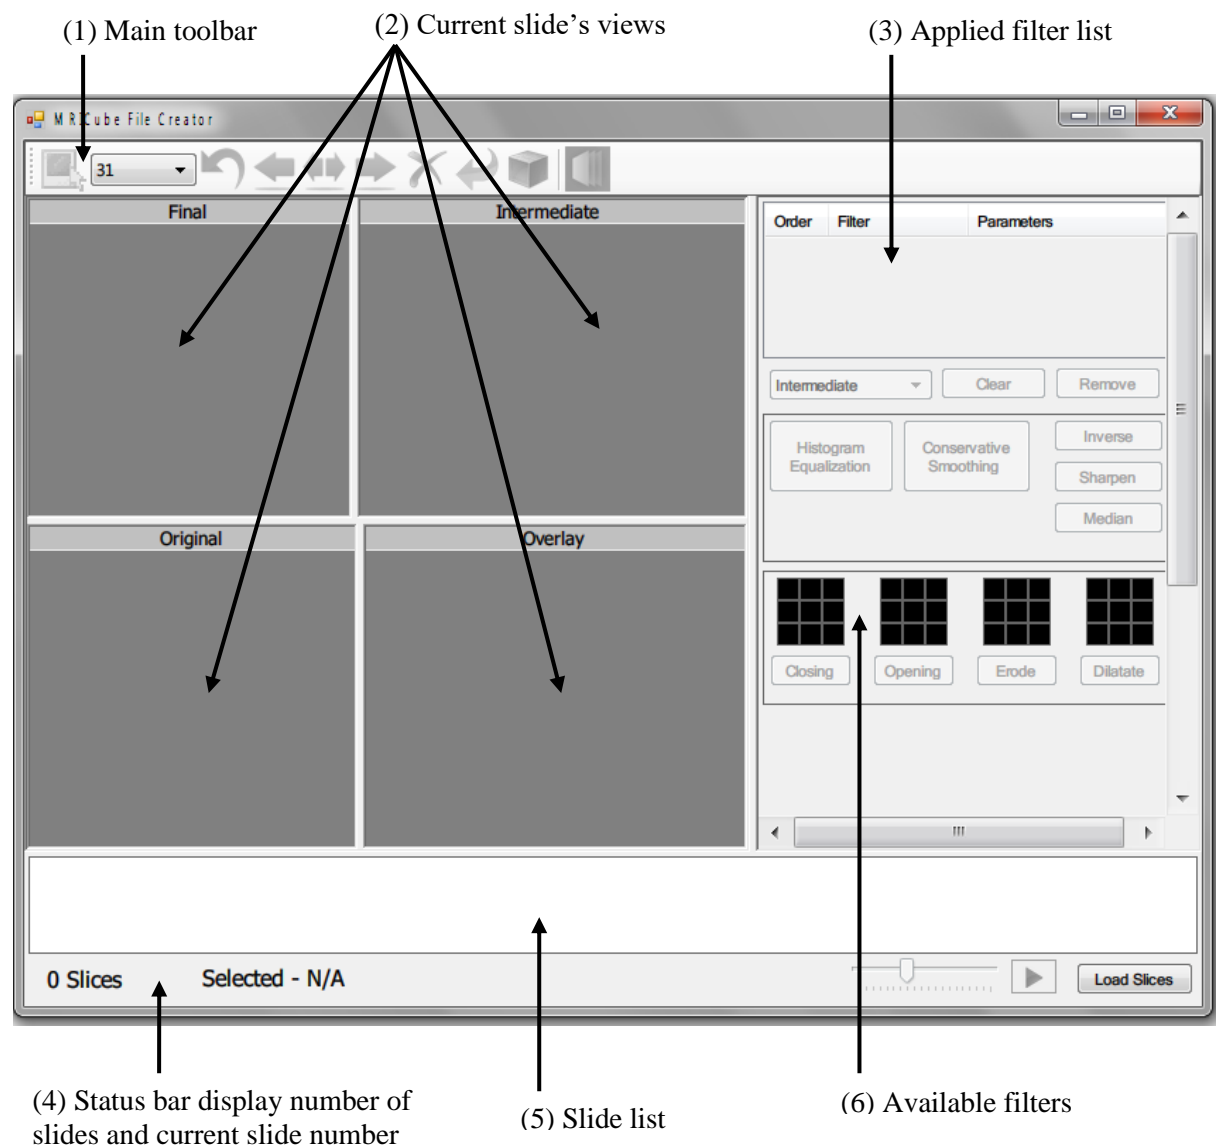 (1) Main toolbar
(2) Current slide’s views
(3) Applied filter list
MRICube File Creator
31
Final
Intermediate
Order Filter Parameters
Intermediate
Clear
Remove
Histogram
Equalization
Conservative
Smoothing
Inverse
Sharpen
Median
Original
Overlay
Closing
Opening
Erode
Dilatate
0 Slices
Selected - N/A
Load Slices
(4) Status bar display number of
slides and current slide number
(5) Slide list
(6) Available filters